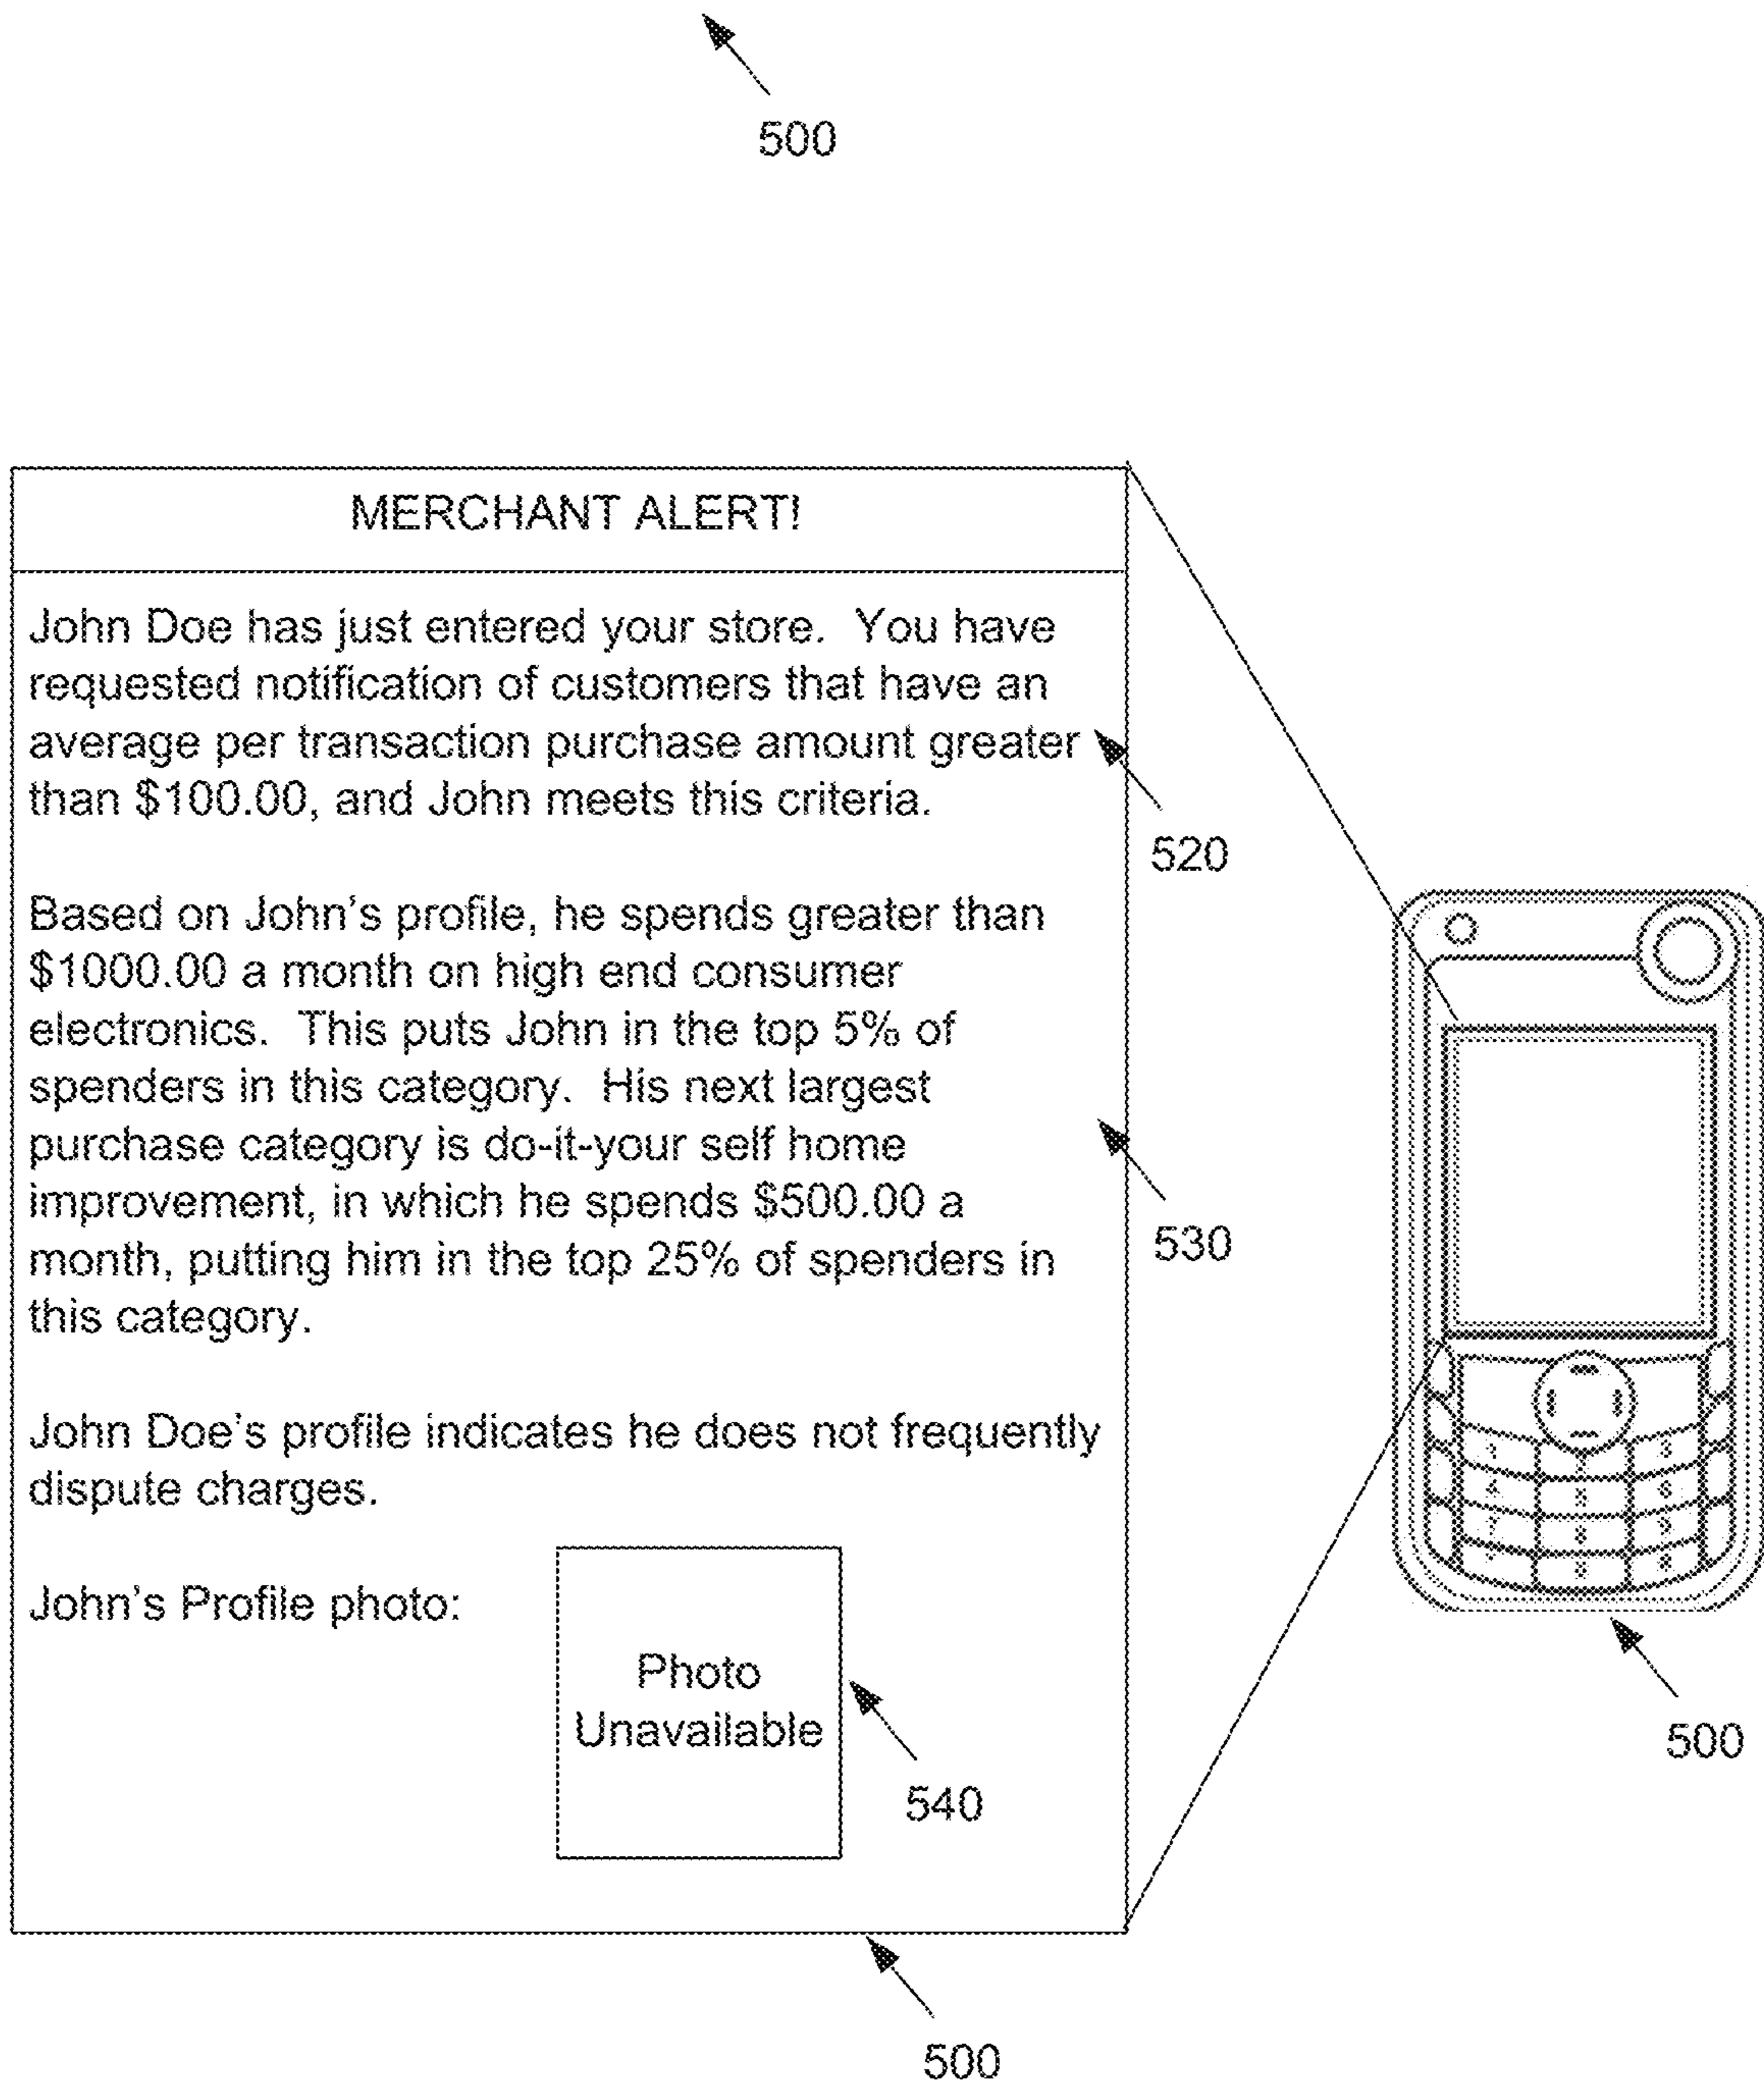 500
MERCHANT ALERT!
John Doe has just entered your store. You have
requested notification of customers that have an
average per transaction purchase amount greater
than $100.00, and John meets this criteria.
520
Based on John's profile, he spends greater than
$1000.00 a month on high end consumer
electronics. This puts John in the top 5% of
spenders in this category. His next largest
purchase category is do-it-your self home
improvement, in which he spends $500.00 a
month, putting him in the top 25% of spenders in
this category.
530
John Doe's profile indicates he does not frequently
dispute charges.
John's Profile photo:
Photo
Unavailable
540
500
500